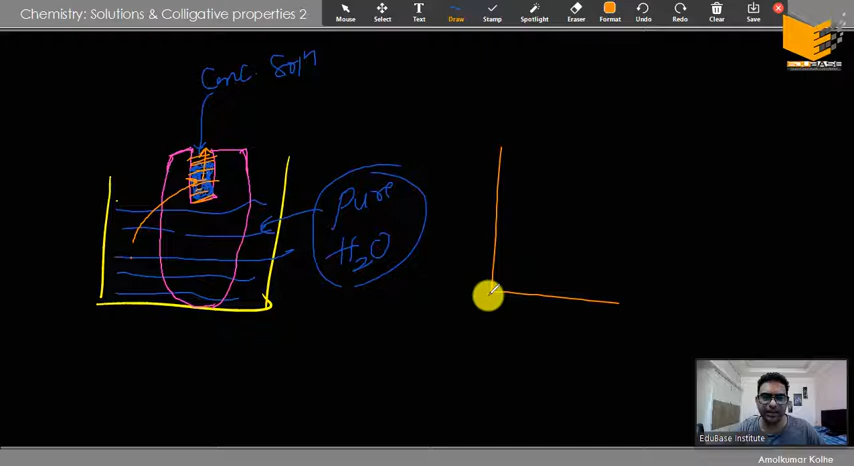 Chemistry: Solutions & Colligative properties 2
Mouse Select Text Draw Stamp Spotlight Eraser Format Undo Redo Clear Save
Conc. Solⁿ
Pure
H₂O
EDUBASE
EduBase Institute
Amolkumar Kolhe